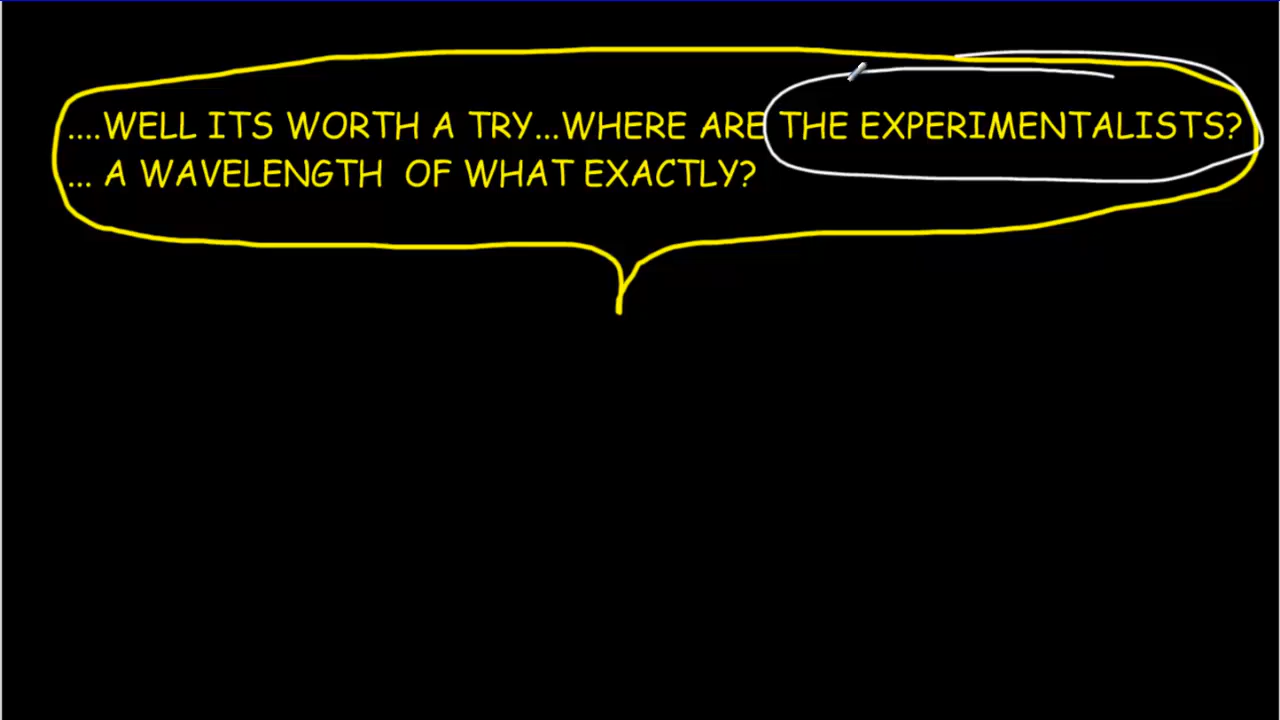 ....WELL ITS WORTH A TRY...WHERE ARE THE EXPERIMENTALISTS?
... A WAVELENGTH OF WHAT EXACTLY?